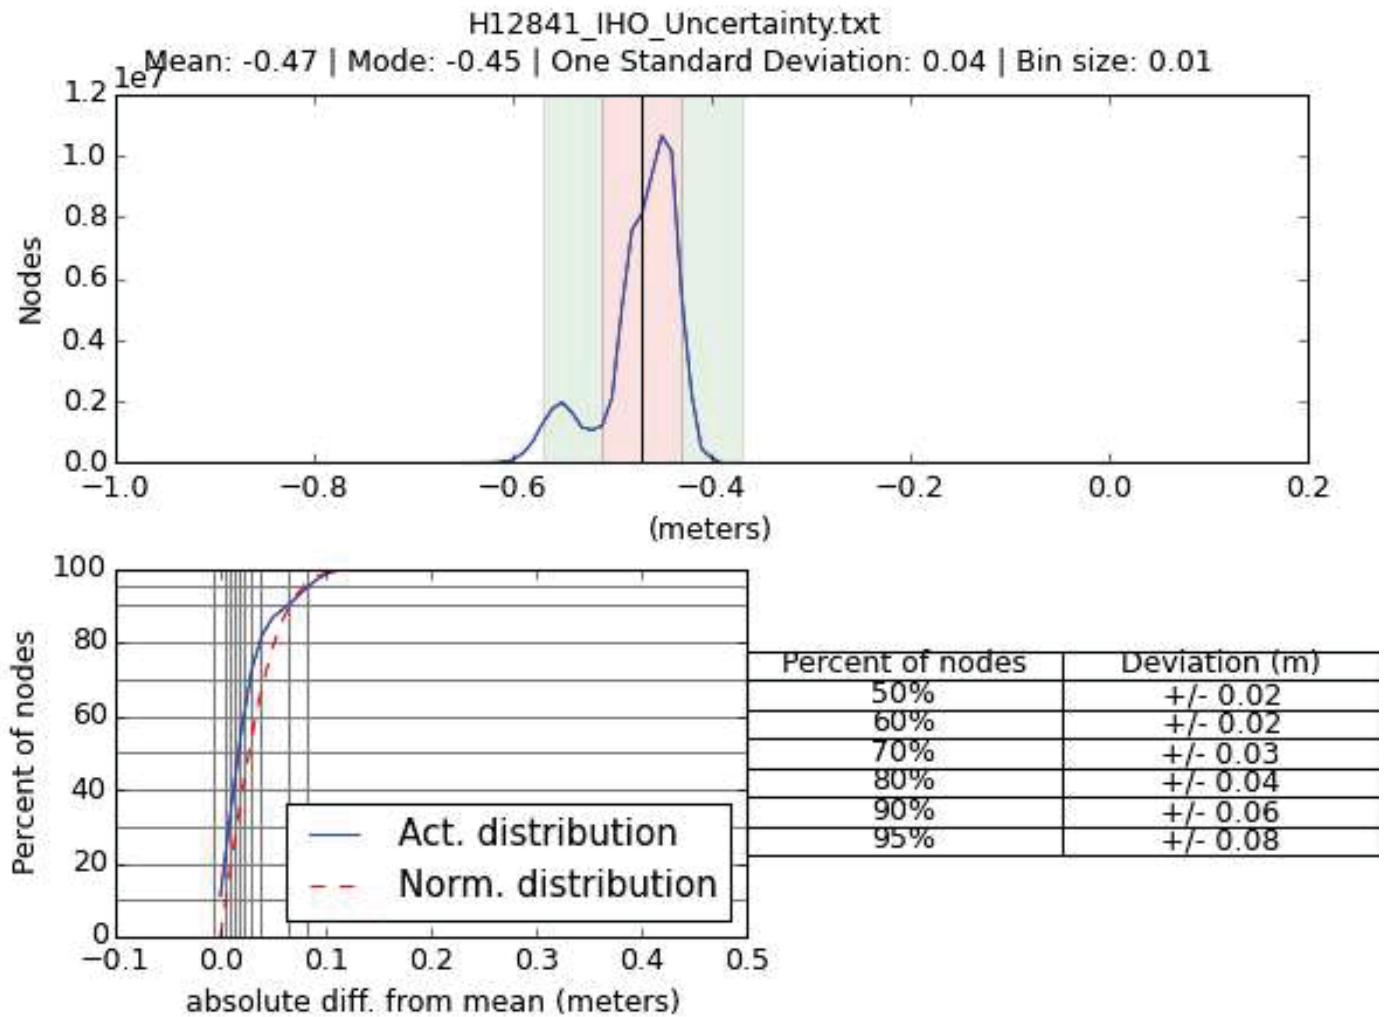 H12841_IHO_Uncertainty.txt
Mean: -0.47 | Mode: -0.45 | One Standard Deviation: 0.04 | Bin size: 0.01
1e7
1.2
1.0
0.8
0.6
0.4
0.2
0.0
Nodes
−1.0 −0.8 −0.6 −0.4 −0.2 0.0 0.2
(meters)
100
80
60
40
20
0
Percent of nodes
Act. distribution
Norm. distribution
−0.1 0.0 0.1 0.2 0.3 0.4 0.5
absolute diff. from mean (meters)
Percent of nodes Deviation (m)
50% +/- 0.02
60% +/- 0.02
70% +/- 0.03
80% +/- 0.04
90% +/- 0.06
95% +/- 0.08